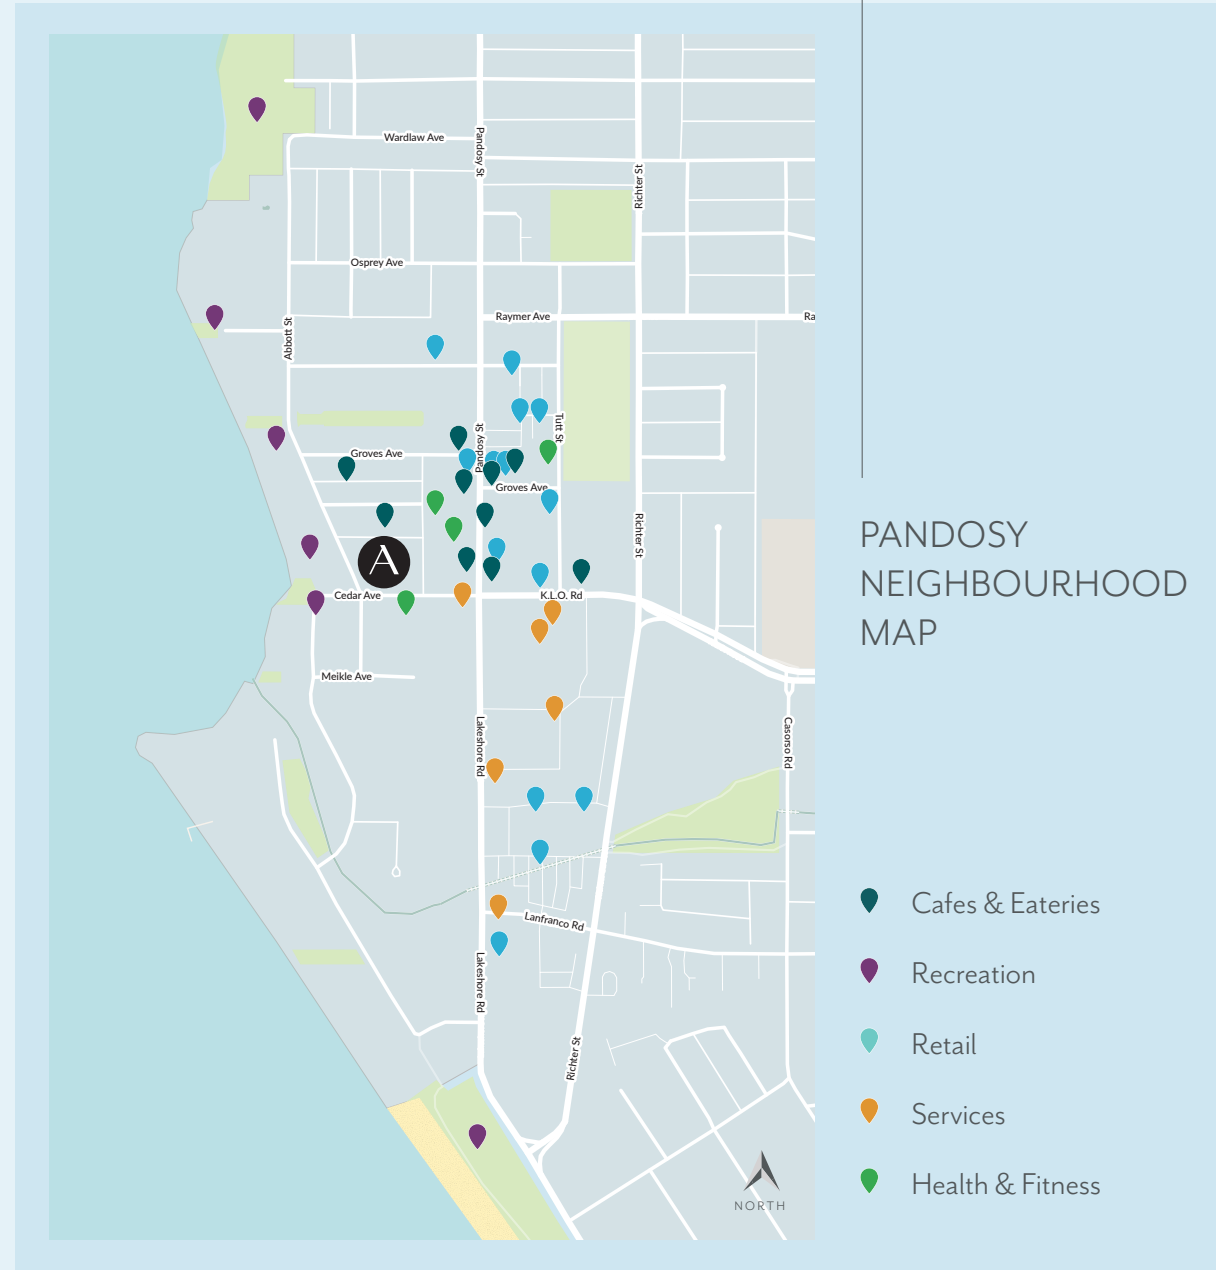 Wardlaw Ave
Pandosy St
Richter St
Osprey Ave
Abbott St
Raymer Ave
Ra
Tutt St
Pandosy St
Groves Ave
Groves Ave
Richter St
A
Cedar Ave
K.L.O. Rd
Meikle Ave
Lakeshore Rd
Casorso Rd
Lanfranco Rd
Lakeshore Rd
Richter St
NORTH
PANDOSY
NEIGHBOURHOOD
MAP
Cafes & Eateries
Recreation
Retail
Services
Health & Fitness